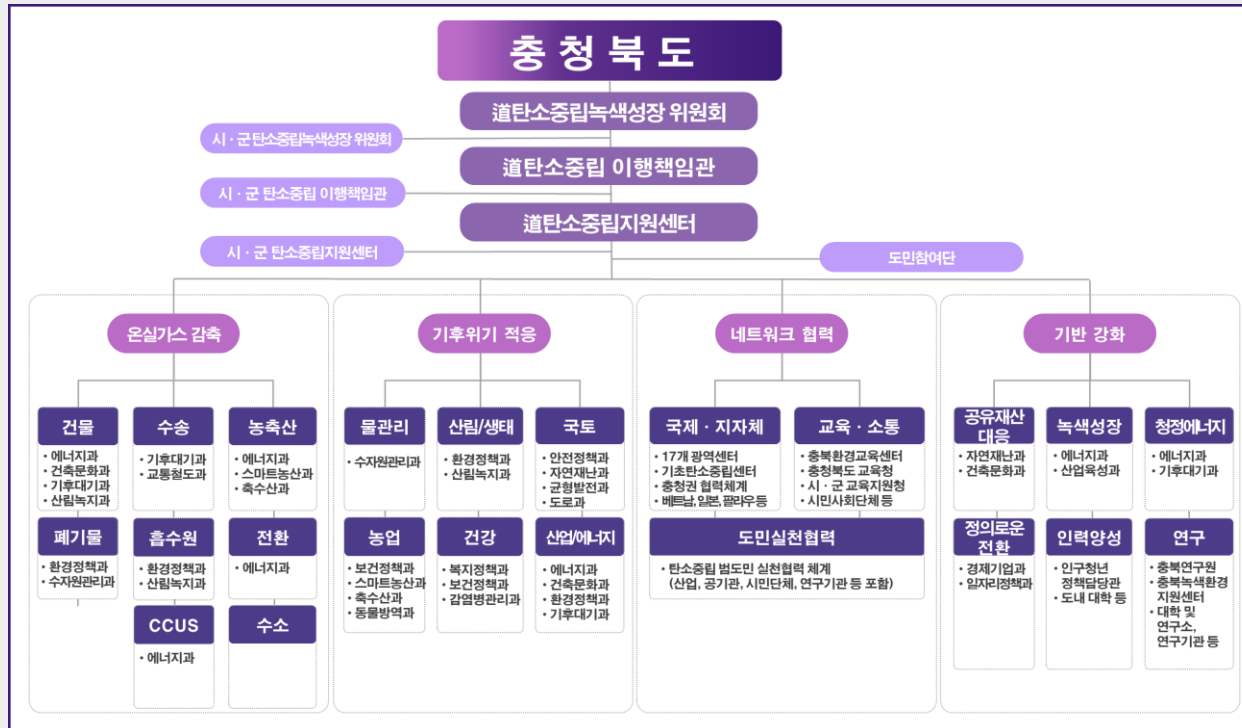 충청북도
道탄소중립녹색성장 위원회
시·군 탄소중립녹색성장 위원회
道탄소중립 이행책임관
시·군 탄소중립 이행책임관
道탄소중립지원센터
시·군 탄소중립지원센터
도민참여단
온실가스 감축
건물
· 에너지과
· 건축문화과
· 기후대기과
· 산림녹지과
수송
· 기후대기과
· 교통철도과
농축산
· 에너지과
· 스마트농산과
· 축수산과
폐기물
· 환경정책과
· 수자원관리과
흡수원
· 환경정책과
· 산림녹지과
전환
· 에너지과
CCUS
· 에너지과
수소
기후위기 적응
물관리
· 수자원관리과
산림/생태
· 환경정책과
· 산림녹지과
국토
· 안전정책과
· 자연재난과
· 균형발전과
· 도로과
농업
· 보건정책과
· 스마트농산과
· 축수산과
· 동물방역과
건강
· 복지정책과
· 보건정책과
· 감염병관리과
산업/에너지
· 에너지과
· 건축문화과
· 환경정책과
· 기후대기과
네트워크 협력
국제·지자체
· 17개 광역센터
· 기초탄소중립센터
· 충청권 협력체계
· 베트남, 일본, 팔라우 등
교육·소통
· 충북환경교육센터
· 충청북도 교육청
· 시·군 교육지원청
· 시민사회단체 등
도민실천협력
· 탄소중립 범도민 실천협력 체계
(산업, 공기관, 시민단체, 연구기관 등 포함)
기반 강화
공유재산
대응
· 자연재난과
· 건축문화과
녹색성장
· 에너지과
· 산업육성과
청정에너지
· 에너지과
· 기후대기과
정의로운
전환
· 경제기업과
· 일자리정책과
인력양성
· 인구청년
정책담당관
· 도내 대학 등
연구
· 충북연구원
· 충북녹색환경
지원센터
· 대학 및
연구소,
연구기관 등